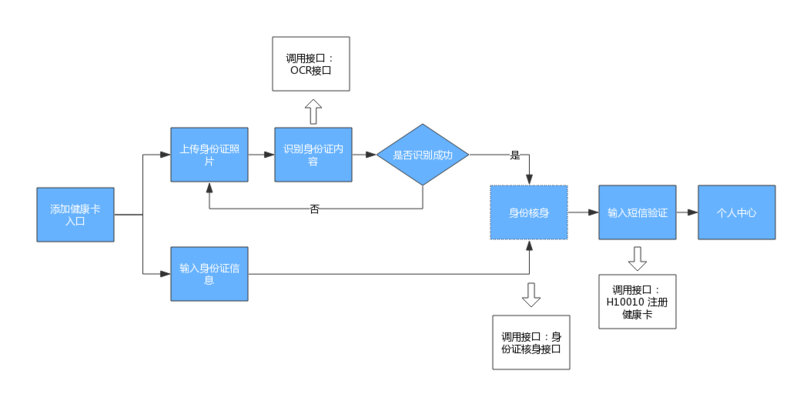 调用接口：
OCR接口
上传身份证照
片
识别身份证内
容
是否识别成功
是
否
添加健康卡
入口
身份核身
输入短信验证
个人中心
输入身份证信
息
调用接口：
H10010 注册
健康卡
调用接口：身
份证核身接口